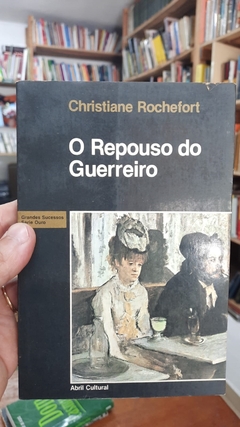 Christiane Rochefort
O Repouso do
Guerreiro
Grandes Sucessos
Série Ouro
Abril Cultural